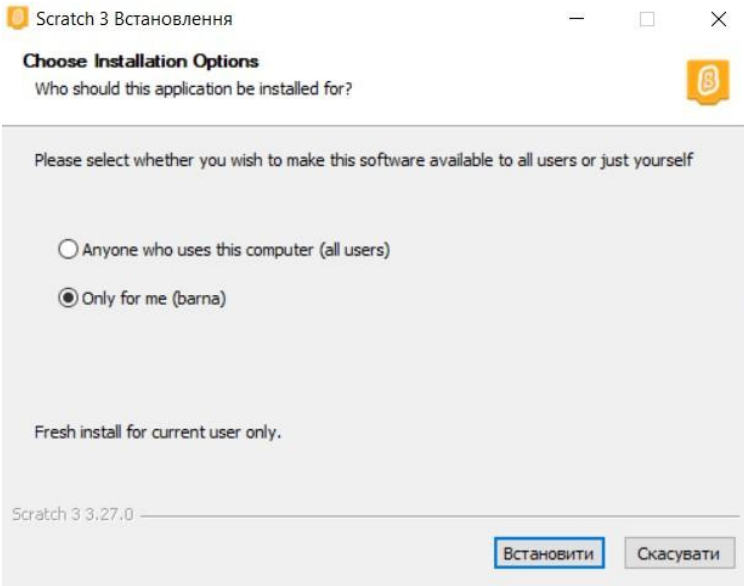 Scratch 3 Встановлення
Choose Installation Options
Who should this application be installed for?
Please select whether you wish to make this software available to all users or just yourself
Anyone who uses this computer (all users)
Only for me (barna)
Fresh install for current user only.
Scratch 3 3.27.0
Встановити Скасувати